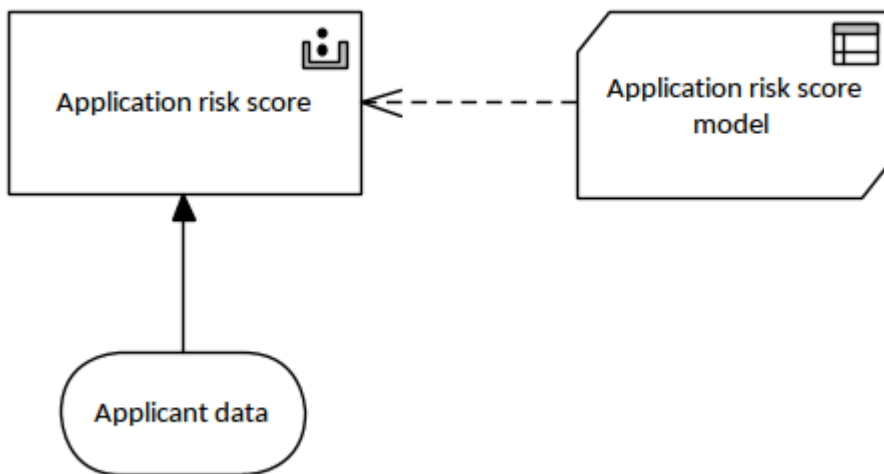 Application risk score
Application risk score
model
Applicant data